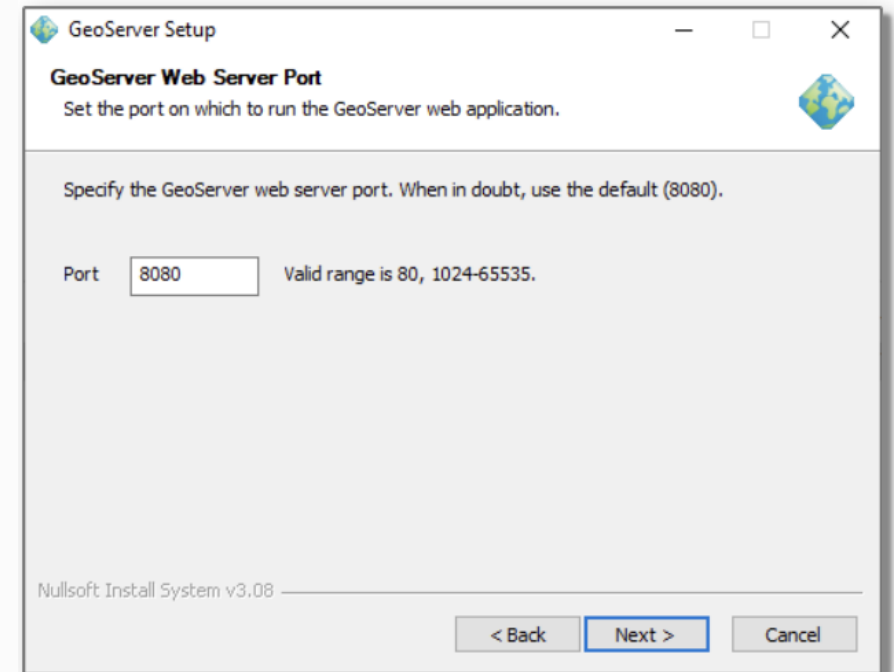 GeoServer Setup
GeoServer Web Server Port
Set the port on which to run the GeoServer web application.
Specify the GeoServer web server port. When in doubt, use the default (8080).
Port 8080 Valid range is 80, 1024-65535.
Nullsoft Install System v3.08
< Back Next > Cancel